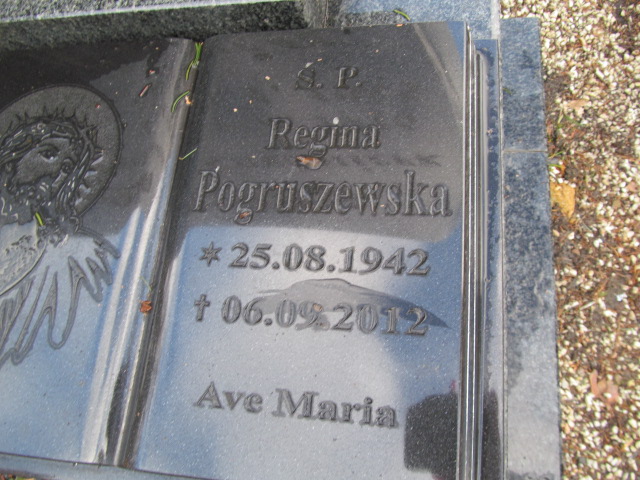 Ś. P.
Regina
Pogruszewska
* 25.08.1942
✝ 06.09.2012
Ave Maria